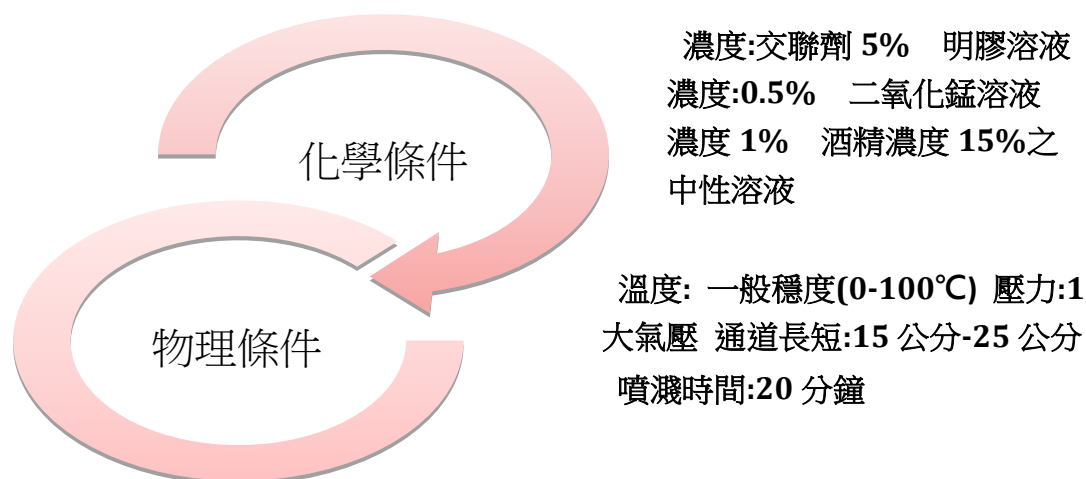 濃度:交聯劑 5% 明膠溶液
濃度:0.5% 二氧化錳溶液
濃度 1% 酒精濃度 15%之
中性溶液
化學條件
溫度: 一般穩度(0-100℃) 壓力:1
大氣壓 通道長短:15 公分-25 公分
噴濺時間:20 分鐘
物理條件